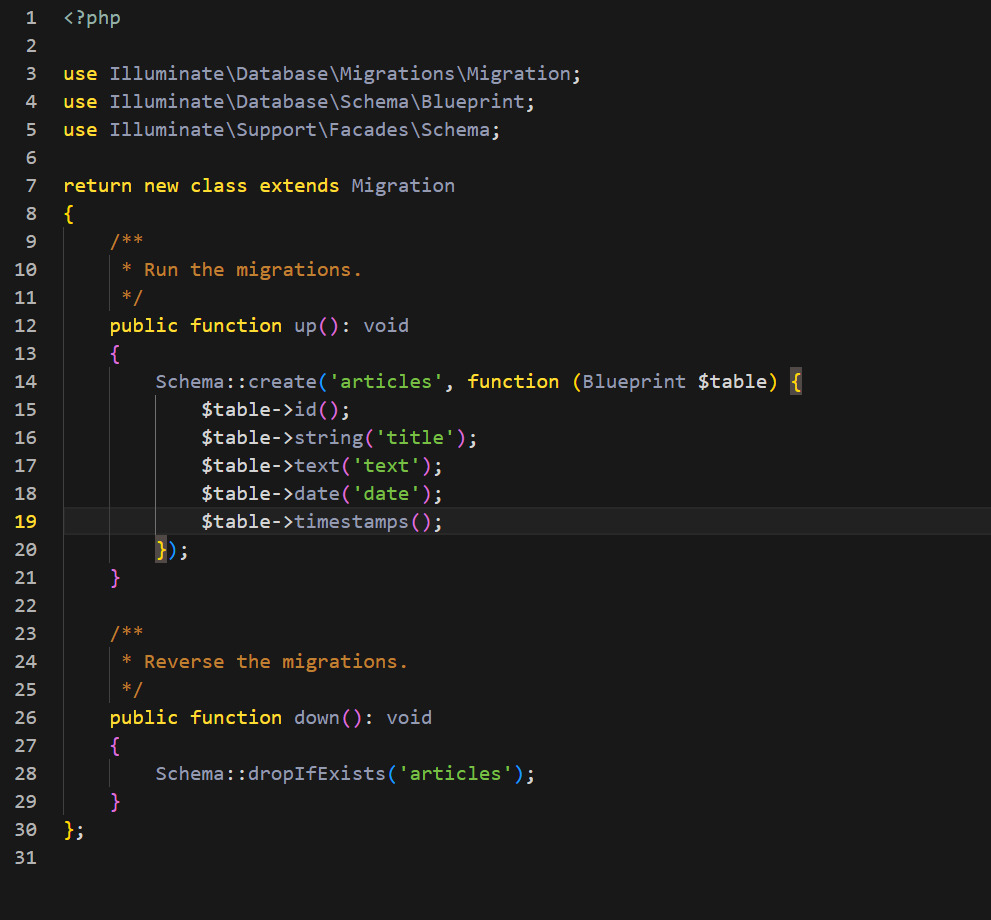 1 <?php
2
3 use Illuminate\Database\Migrations\Migration;
4 use Illuminate\Database\Schema\Blueprint;
5 use Illuminate\Support\Facades\Schema;
6
7 return new class extends Migration
8 {
9     /**
10      * Run the migrations.
11      */
12     public function up(): void
13     {
14         Schema::create('articles', function (Blueprint $table) {
15             $table->id();
16             $table->string('title');
17             $table->text('text');
18             $table->date('date');
19             $table->timestamps();
20         });
21     }
22
23     /**
24      * Reverse the migrations.
25      */
26     public function down(): void
27     {
28         Schema::dropIfExists('articles');
29     }
30 };
31